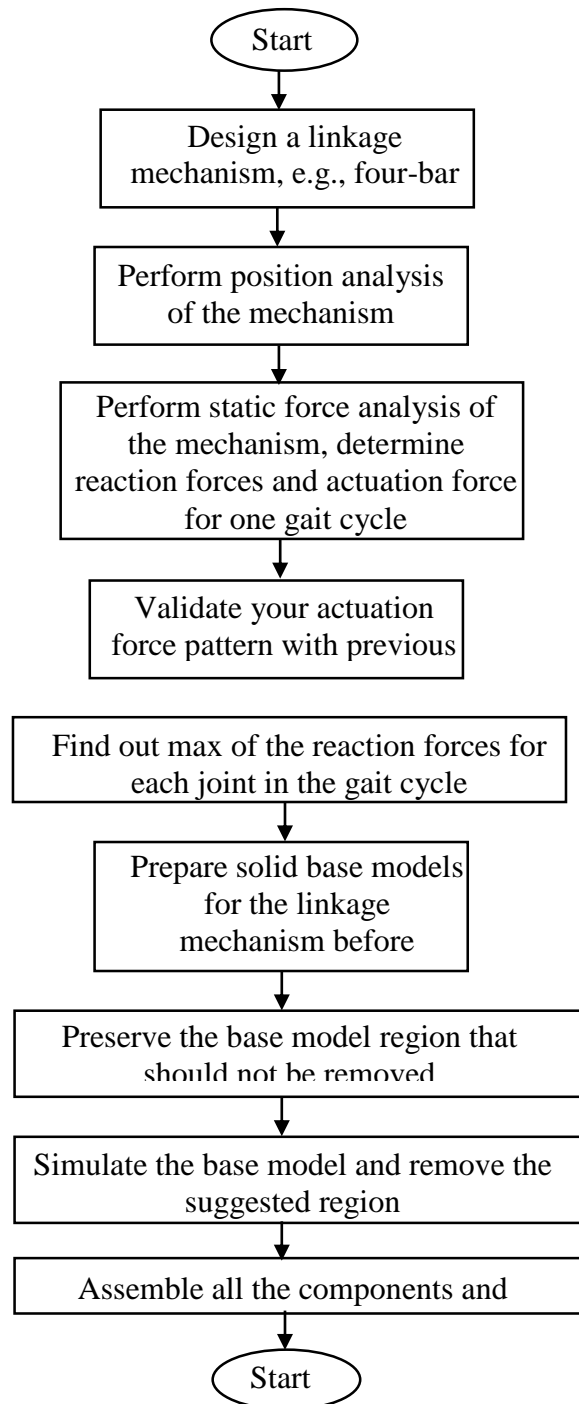 Start
Design a linkage
mechanism, e.g., four-bar
Perform position analysis
of the mechanism
Perform static force analysis of
the mechanism, determine
reaction forces and actuation force
for one gait cycle
Validate your actuation
force pattern with previous
Find out max of the reaction forces for
each joint in the gait cycle
Prepare solid base models
for the linkage
mechanism before
Preserve the base model region that
should not be removed
Simulate the base model and remove the
suggested region
Assemble all the components and
Start